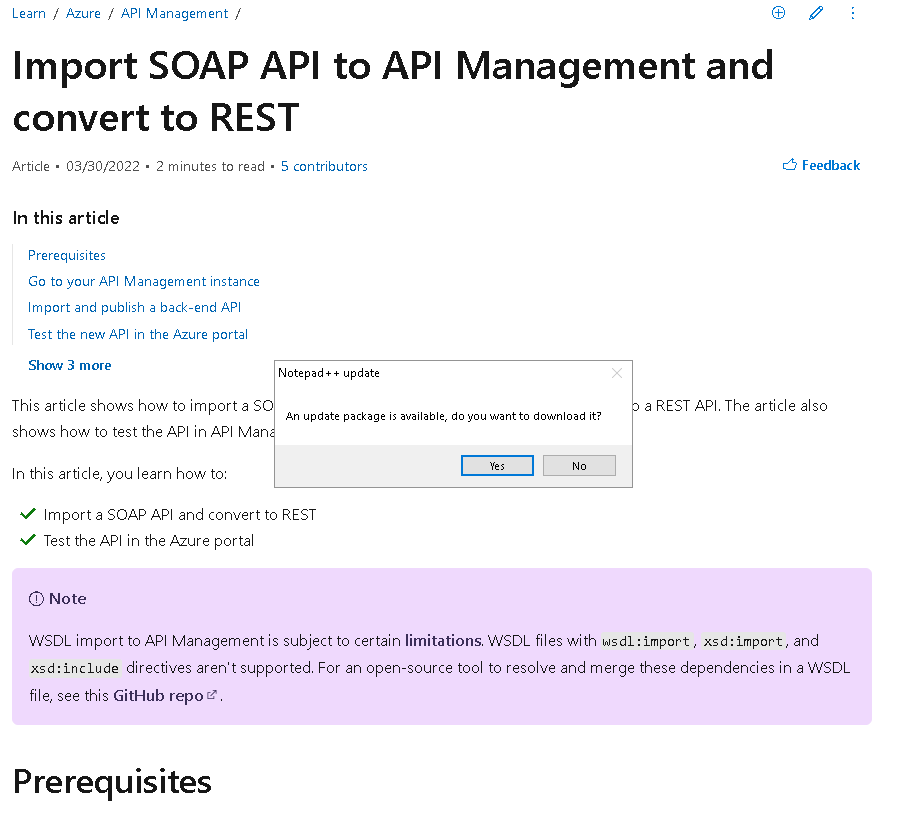 Learn / Azure / API Management /
Import SOAP API to API Management and
convert to REST
Article • 03/30/2022 • 2 minutes to read • 5 contributors
Feedback
In this article
Prerequisites
Go to your API Management instance
Import and publish a back-end API
Test the new API in the Azure portal
Show 3 more
Notepad++ update
An update package is available, do you want to download it?
Yes
No
This article shows how to import a SO
a REST API. The article also
shows how to test the API in API Mana
In this article, you learn how to:
Import a SOAP API and convert to REST
Test the API in the Azure portal
Note
WSDL import to API Management is subject to certain limitations. WSDL files with wsdl:import, xsd:import, and
xsd:include directives aren't supported. For an open-source tool to resolve and merge these dependencies in a WSDL
file, see this GitHub repo.
Prerequisites